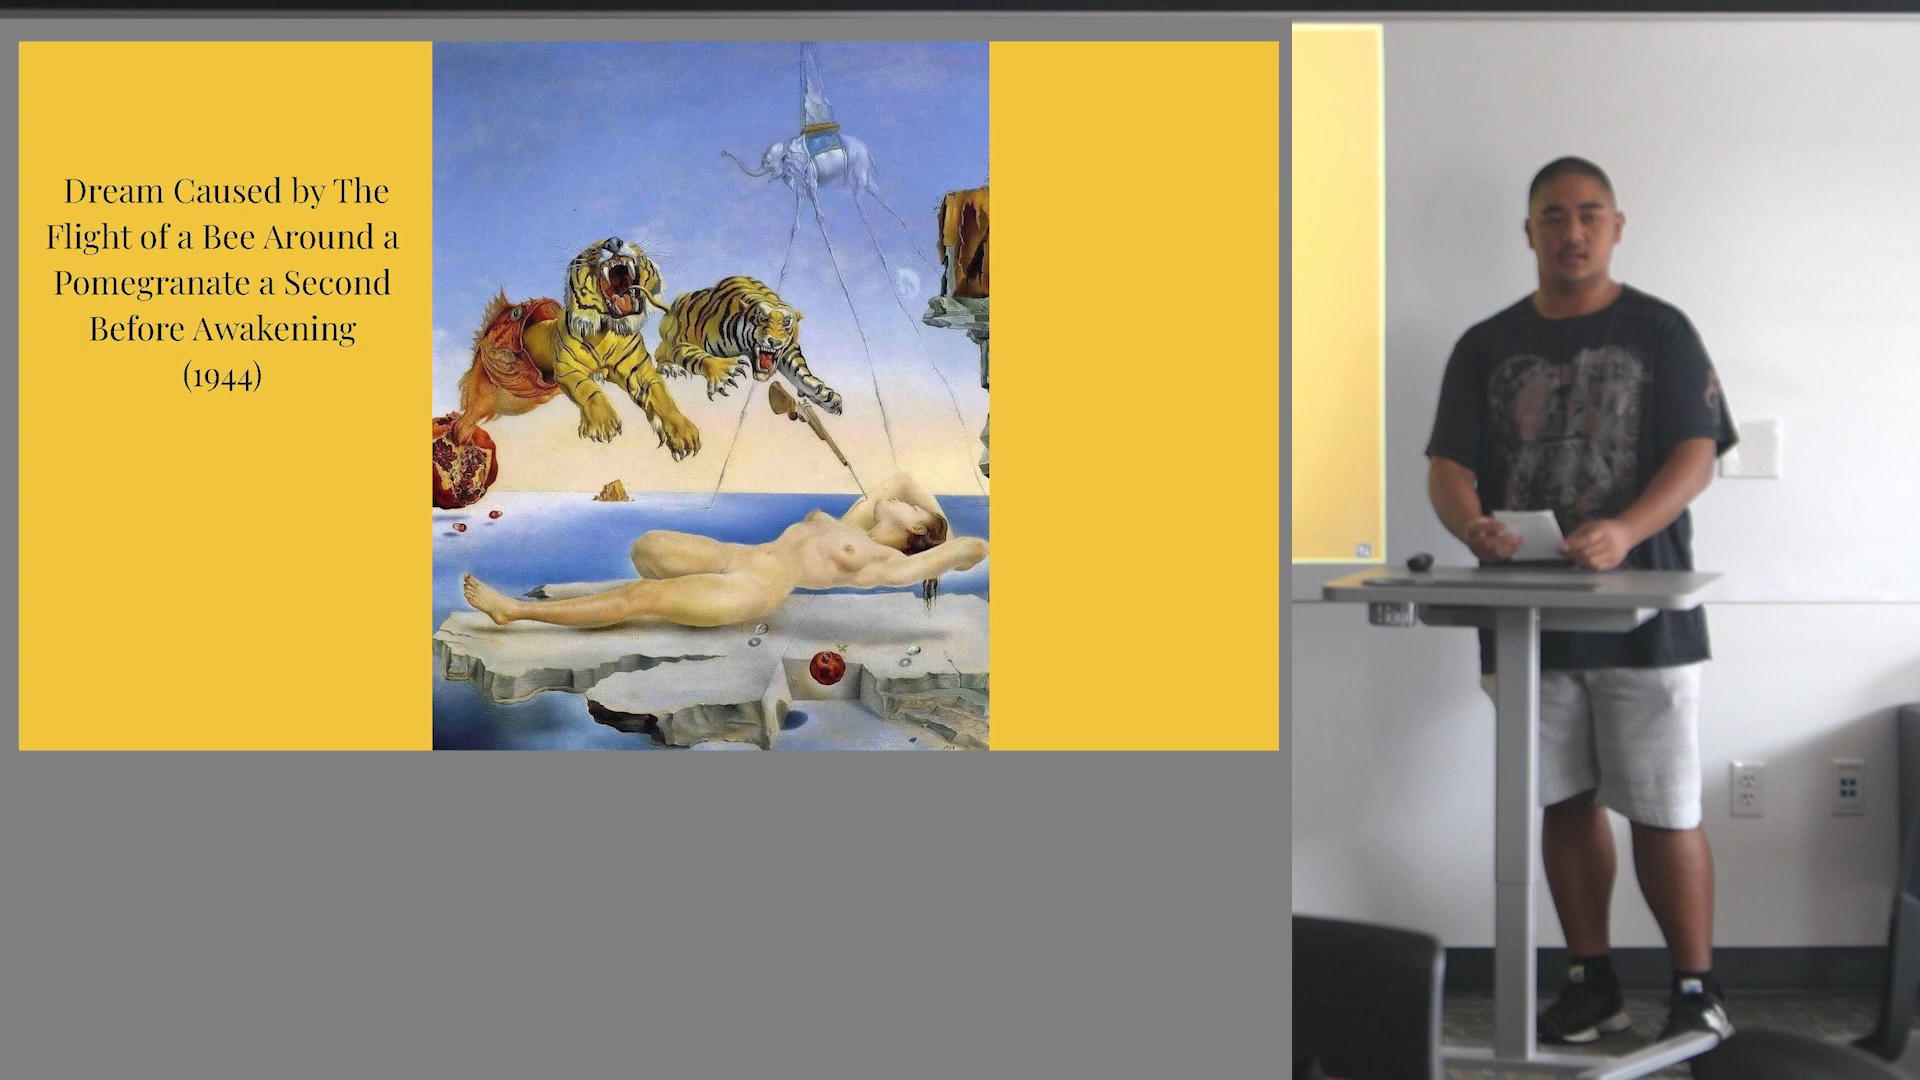 Dream Caused by The
Flight of a Bee Around a
Pomegranate a Second
Before Awakening
(1944)